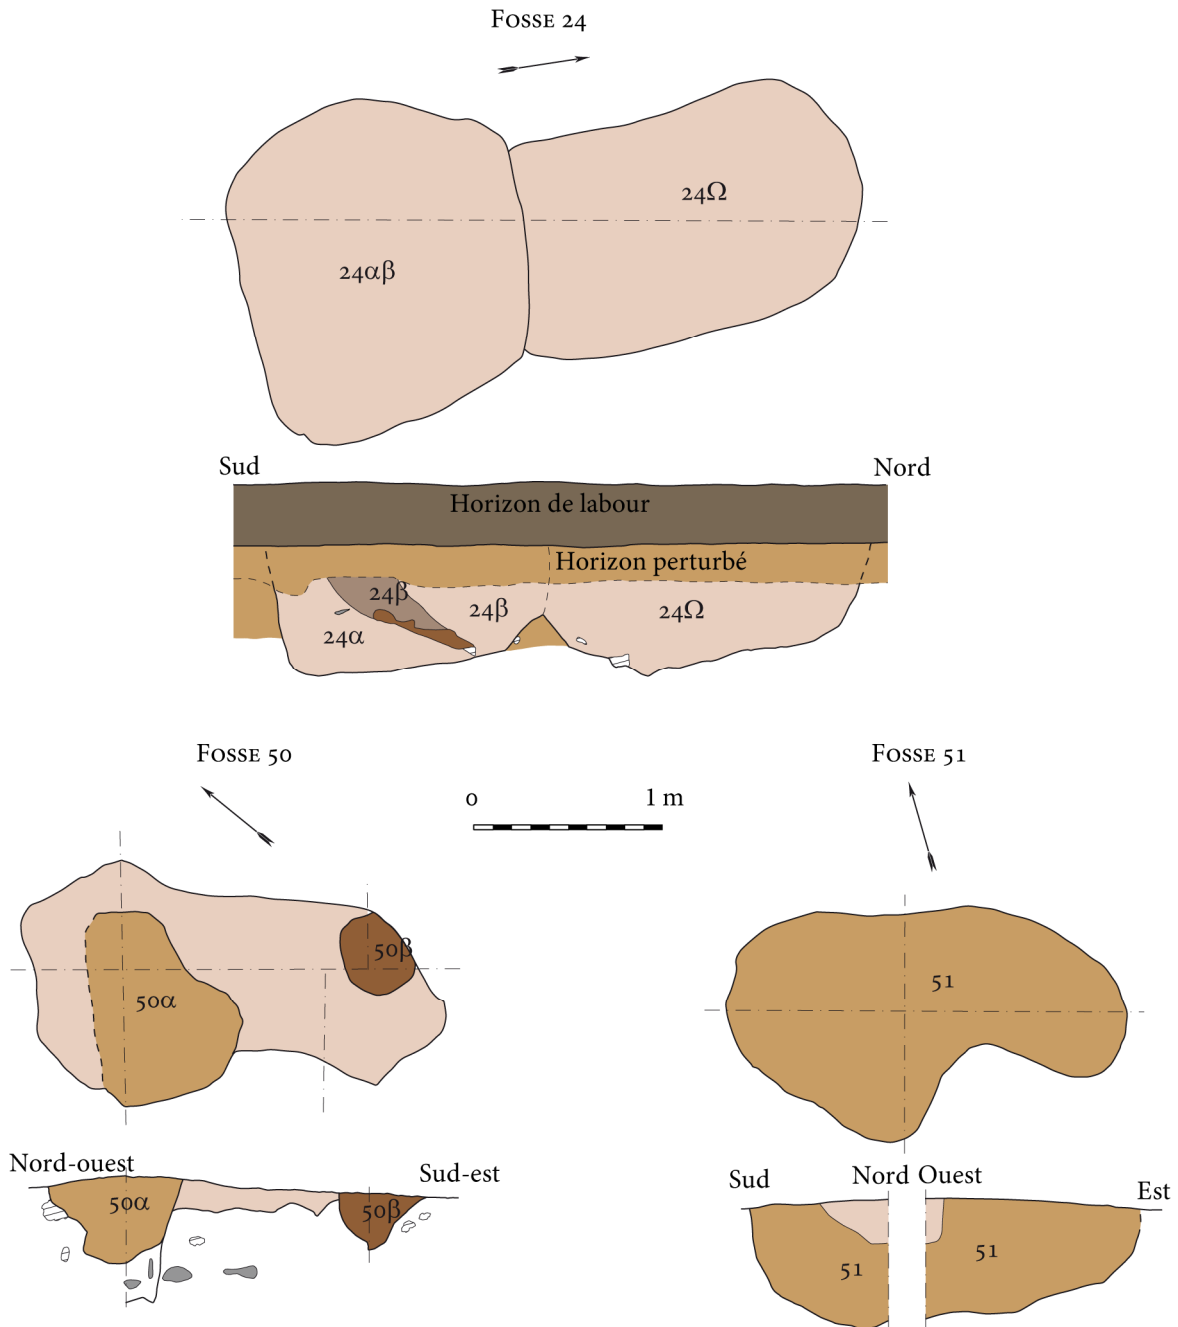 FOSSE 24
24Ω
24αβ
Sud
Nord
Horizon de labour
Horizon perturbé
24β
24β
24Ω
24α
FOSSE 50
FOSSE 51
0 1 m
50β
50α
51
Nord-ouest
Sud-est
50α
50β
Sud
Nord
Ouest
Est
51
51